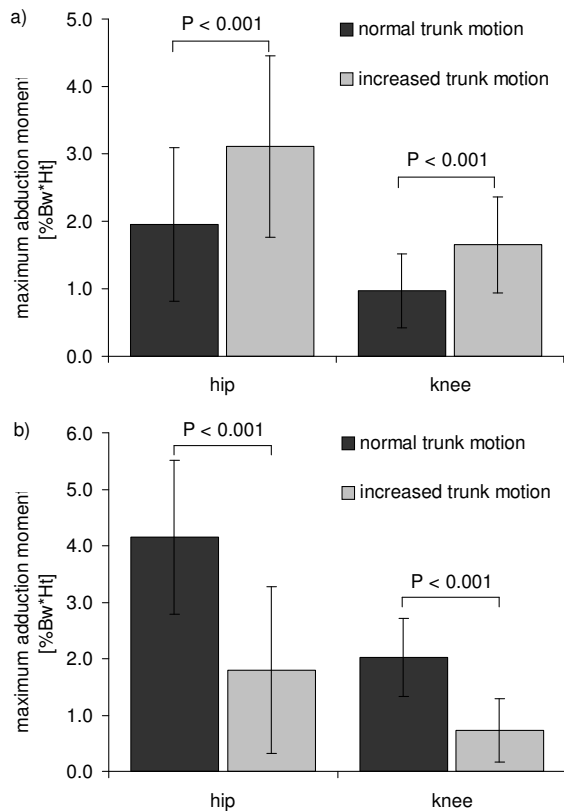 a)
maximum abduction moment
[%Bw*Ht]
5.0
4.0
3.0
2.0
1.0
0.0
P < 0.001
P < 0.001
normal trunk motion
increased trunk motion
hip
knee
b)
maximum adduction moment
[%Bw*Ht]
6.0
5.0
4.0
3.0
2.0
1.0
0.0
P < 0.001
P < 0.001
normal trunk motion
increased trunk motion
hip
knee